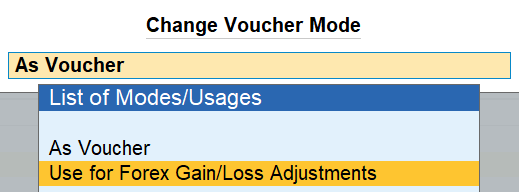 Change Voucher Mode
As Voucher
List of Modes/Usages
As Voucher
Use for Forex Gain/Loss Adjustments